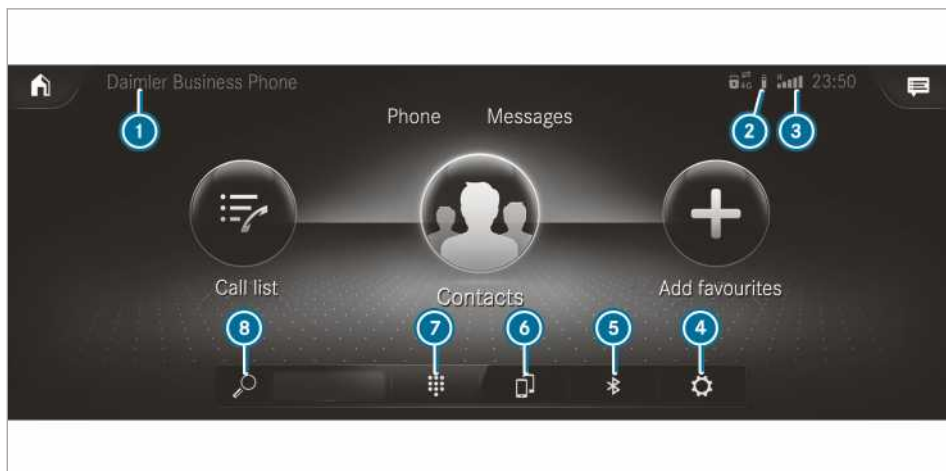 Daimler Business Phone 4G 23:50
1 2 3
Phone Messages
Call list Contacts Add favourites
8 7 6 5 4